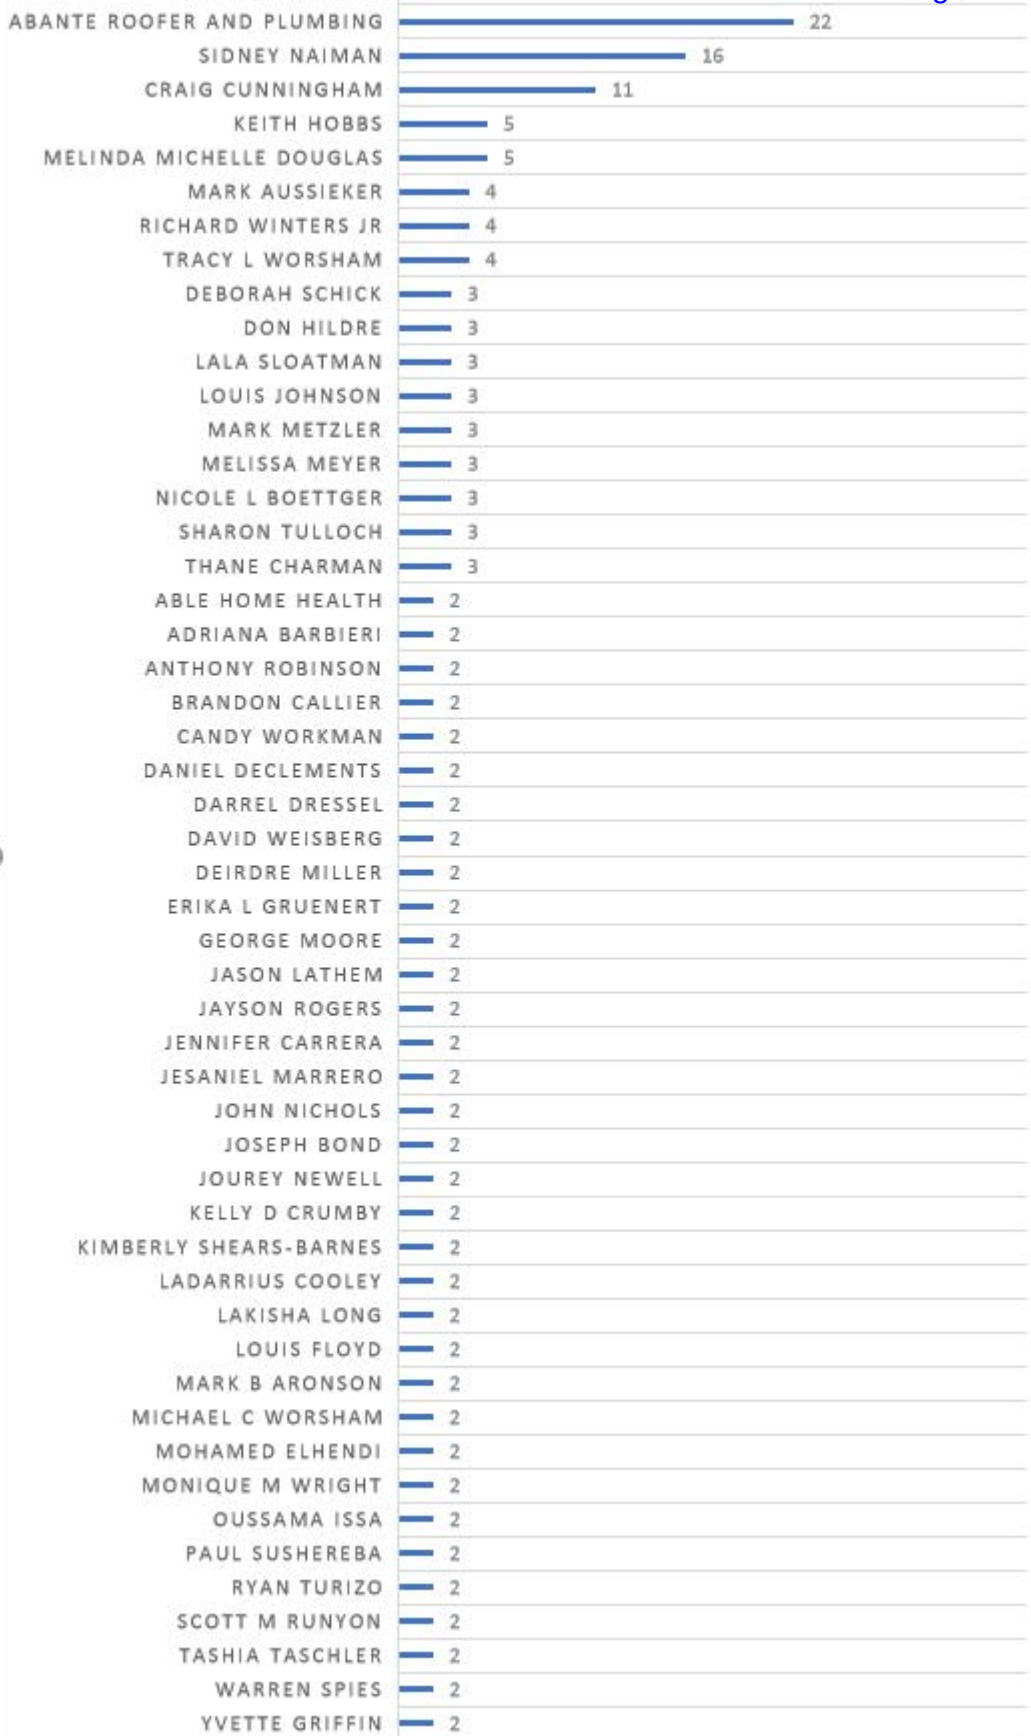 ABANTE ROOFER AND PLUMBING 22
SIDNEY NAIMAN 16
CRAIG CUNNINGHAM 11
KEITH HOBBS 5
MELINDA MICHELLE DOUGLAS 5
MARK AUSSIEKER 4
RICHARD WINTERS JR 4
TRACY L WORSHAM 4
DEBORAH SCHICK 3
DON HILDRE 3
LALA SLOATMAN 3
LOUIS JOHNSON 3
MARK METZLER 3
MELISSA MEYER 3
NICOLE L BOETTGER 3
SHARON TULLOCH 3
THANE CHARMAN 3
ABLE HOME HEALTH 2
ADRIANA BARBIERI 2
ANTHONY ROBINSON 2
BRANDON CALLIER 2
CANDY WORKMAN 2
DANIEL DECLEMENTS 2
DARREL DRESSEL 2
DAVID WEISBERG 2
DEIRDRE MILLER 2
ERIKA L GRUENERT 2
GEORGE MOORE 2
JASON LATHEM 2
JAYSON ROGERS 2
JENNIFER CARRERA 2
JESANIEL MARRERO 2
JOHN NICHOLS 2
JOSEPH BOND 2
JOUREY NEWELL 2
KELLY D CRUMBY 2
KIMBERLY SHEARS-BARNES 2
LADARRIUS COOLEY 2
LAKISHA LONG 2
LOUIS FLOYD 2
MARK B ARONSON 2
MICHAEL C WORSHAM 2
MOHAMED ELHENDI 2
MONIQUE M WRIGHT 2
OUSSAMA ISSA 2
PAUL SUSHEREBA 2
RYAN TURIZO 2
SCOTT M RUNYON 2
TASHIA TASCHLER 2
WARREN SPIES 2
YVETTE GRIFFIN 2